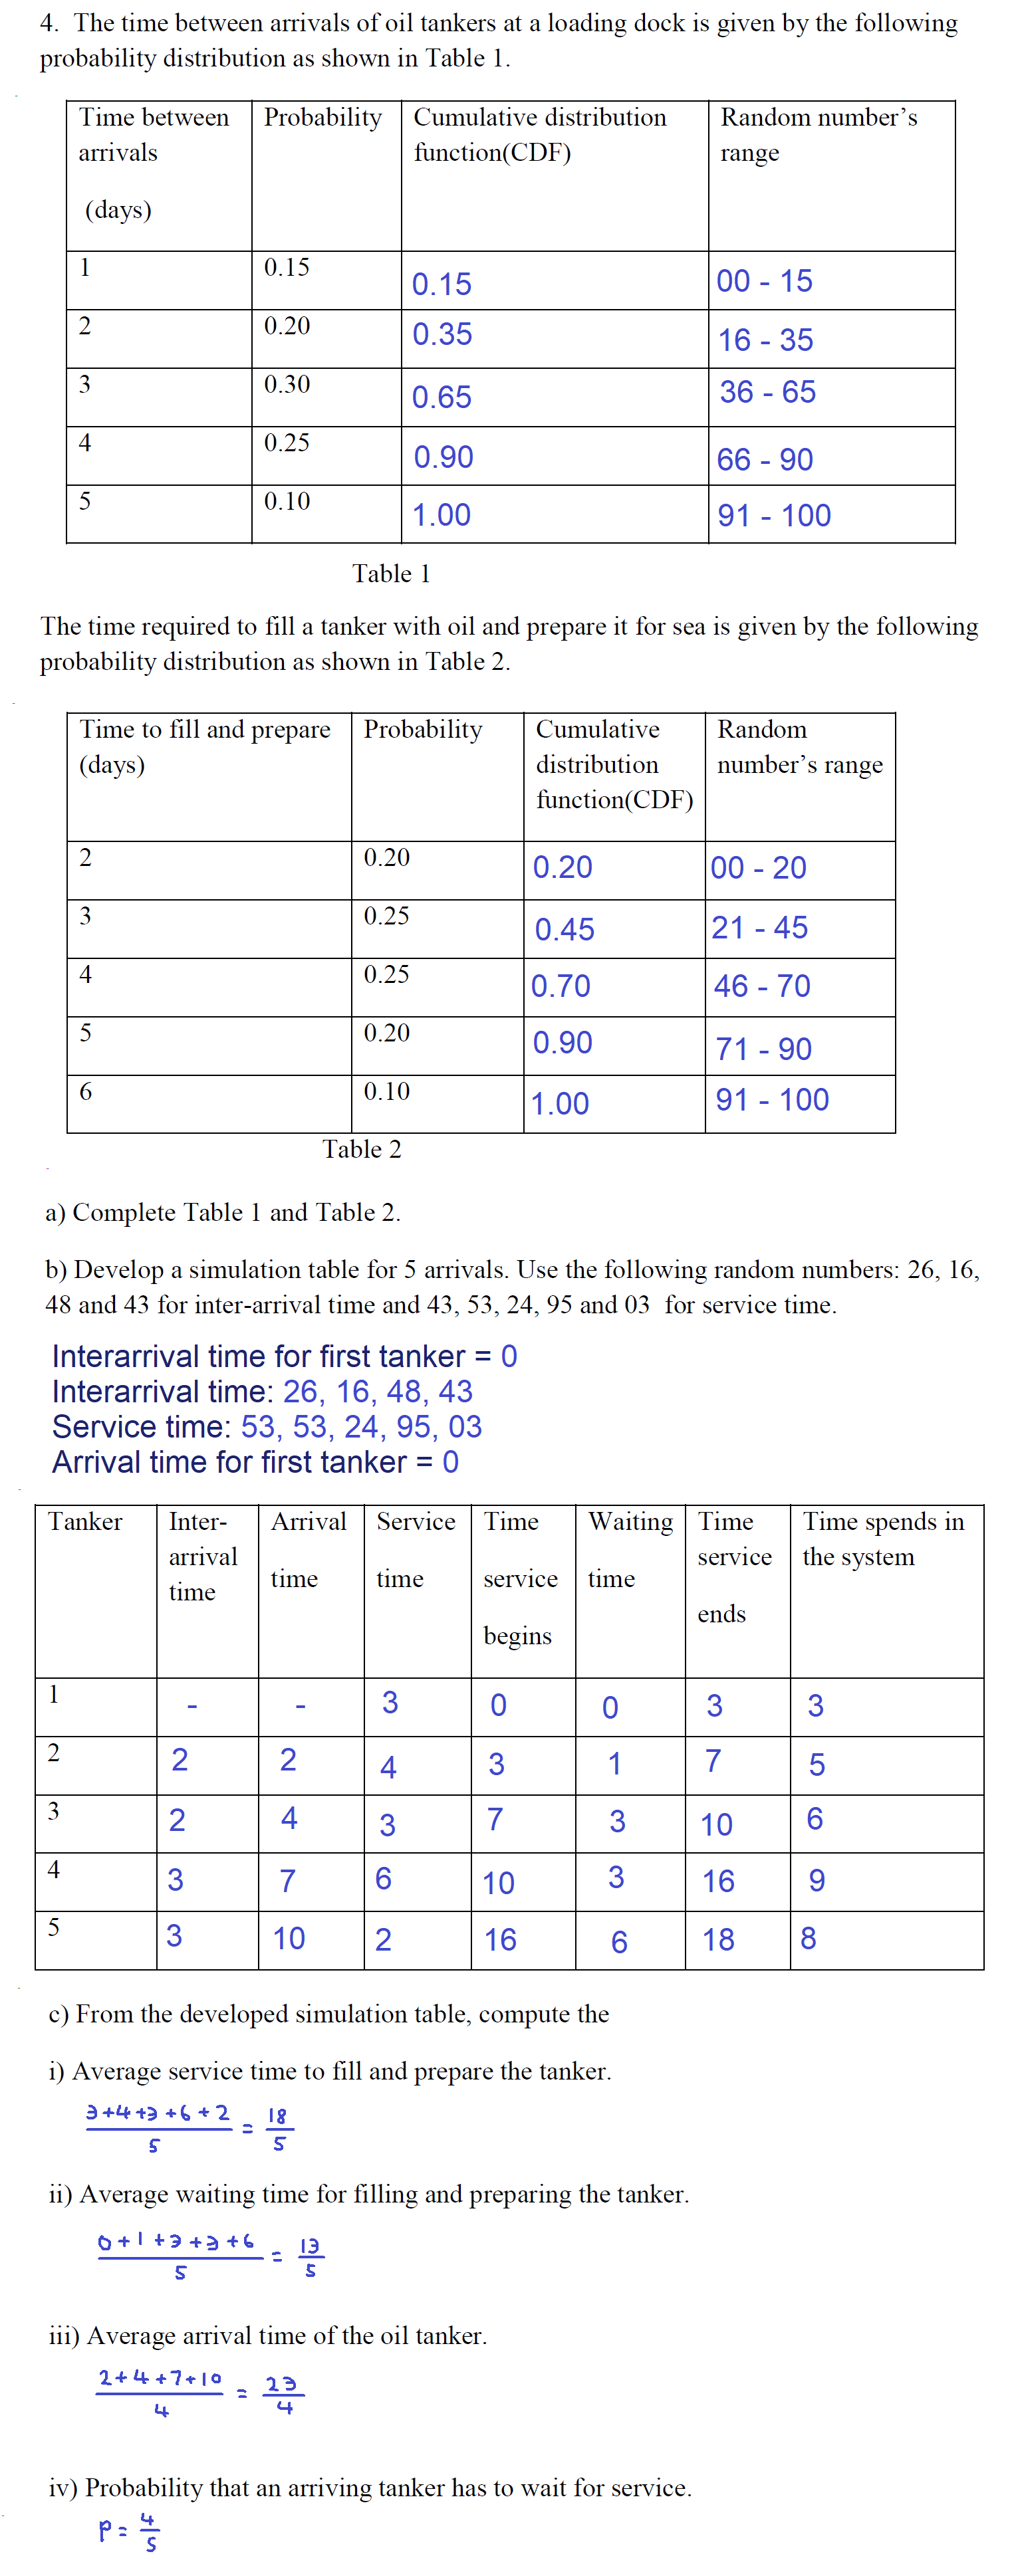 4. The time between arrivals of oil tankers at a loading dock is given by the following
probability distribution as shown in Table 1.
Time between arrivals (days) | Probability | Cumulative distribution function(CDF) | Random number’s range
1 | 0.15 | 0.15 | 00 - 15
2 | 0.20 | 0.35 | 16 - 35
3 | 0.30 | 0.65 | 36 - 65
4 | 0.25 | 0.90 | 66 - 90
5 | 0.10 | 1.00 | 91 - 100
Table 1
The time required to fill a tanker with oil and prepare it for sea is given by the following
probability distribution as shown in Table 2.
Time to fill and prepare (days) | Probability | Cumulative distribution function(CDF) | Random number’s range
2 | 0.20 | 0.20 | 00 - 20
3 | 0.25 | 0.45 | 21 - 45
4 | 0.25 | 0.70 | 46 - 70
5 | 0.20 | 0.90 | 71 - 90
6 | 0.10 | 1.00 | 91 - 100
Table 2
a) Complete Table 1 and Table 2.
b) Develop a simulation table for 5 arrivals. Use the following random numbers: 26, 16,
48 and 43 for inter-arrival time and 43, 53, 24, 95 and 03 for service time.
Interarrival time for first tanker = 0
Interarrival time: 26, 16, 48, 43
Service time: 53, 53, 24, 95, 03
Arrival time for first tanker = 0
Tanker | Inter-arrival time | Arrival time | Service time | Time service begins | Waiting time | Time service ends | Time spends in the system
1 | - | - | 3 | 0 | 0 | 3 | 3
2 | 2 | 2 | 4 | 3 | 1 | 7 | 5
3 | 2 | 4 | 3 | 7 | 3 | 10 | 6
4 | 3 | 7 | 6 | 10 | 3 | 16 | 9
5 | 3 | 10 | 2 | 16 | 6 | 18 | 8
c) From the developed simulation table, compute the
i) Average service time to fill and prepare the tanker.
3+4+3+6+2 / 5 = 18 / 5
ii) Average waiting time for filling and preparing the tanker.
0+1+3+3+6 / 5 = 13 / 5
iii) Average arrival time of the oil tanker.
2+4+7+10 / 4 = 23 / 4
iv) Probability that an arriving tanker has to wait for service.
P = 4 / 5